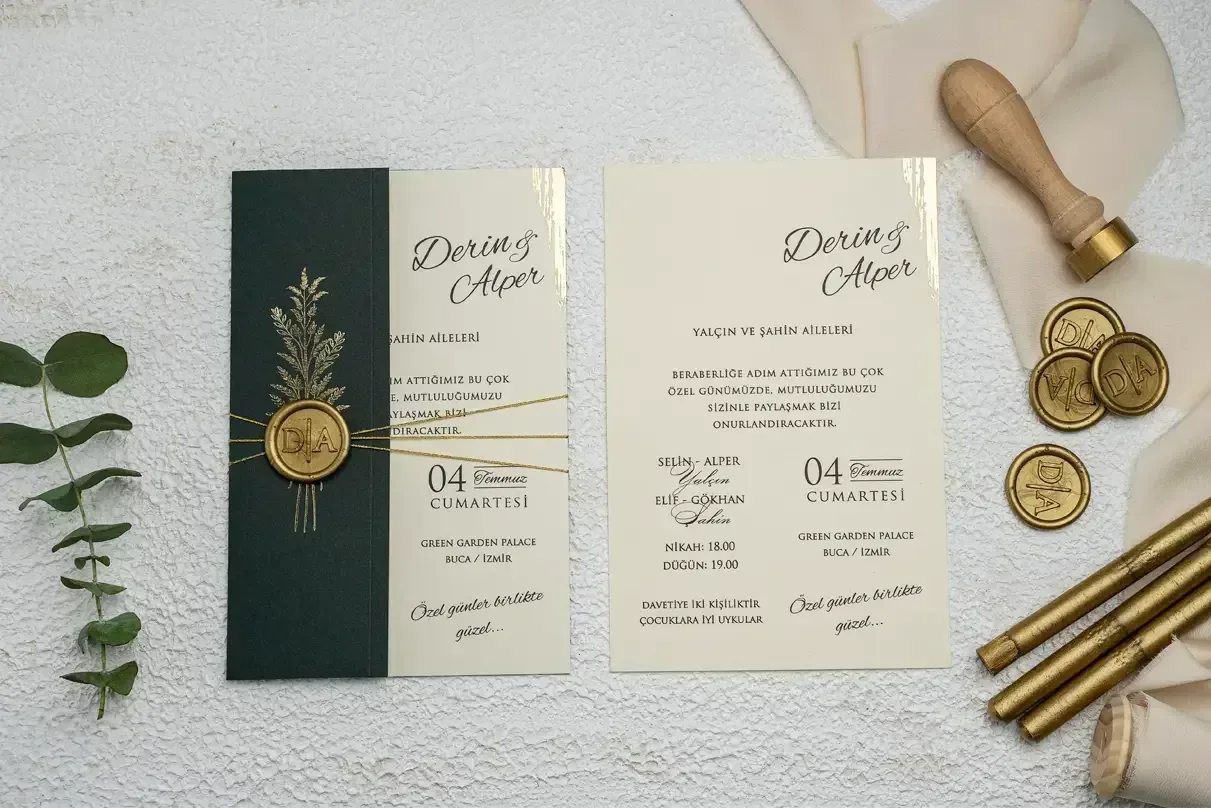 Derin &
Alper
ŞAHİN AİLELERİ
IM ATTIĞIMIZ BU ÇOK
, MUTLULUĞUMUZU
AYLAŞMAK BİZİ
DIRACAKTIR.
D|A
04 Temmuz
CUMARTESİ
GREEN GARDEN PALACE
BUCA / İZMİR
Özel günler birlikte
güzel...
Derin &
Alper
YALÇIN VE ŞAHİN AİLELERİ
BERABERLİĞE ADIM ATTIĞIMIZ BU ÇOK
ÖZEL GÜNÜMÜZDE, MUTLULUĞUMUZU
SİZİNLE PAYLAŞMAK BİZİ
ONURLANDIRACAKTIR.
SELİN - ALPER
Yalçın
ELİF - GÖKHAN
Şahin
NİKAH: 18.00
DÜĞÜN: 19.00
04 Temmuz
CUMARTESİ
GREEN GARDEN PALACE
BUCA / İZMİR
DAVETİYE İKİ KİŞİLİKTİR
ÇOCUKLARA İYİ UYKULAR
Özel günler birlikte
güzel...
D|A
D|A
D|A
D|A